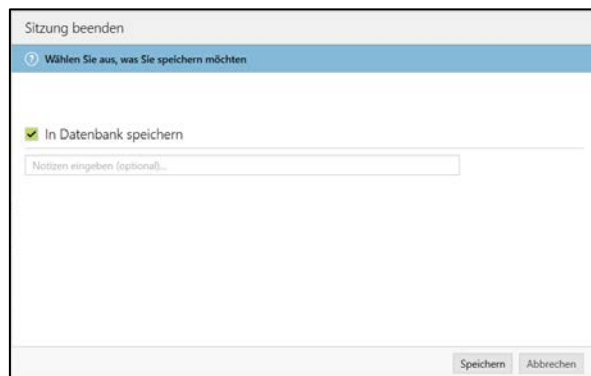 Sitzung beenden
Wählen Sie aus, was Sie speichern möchten
In Datenbank speichern
Notizen eingeben (optional)...
Speichern Abbrechen